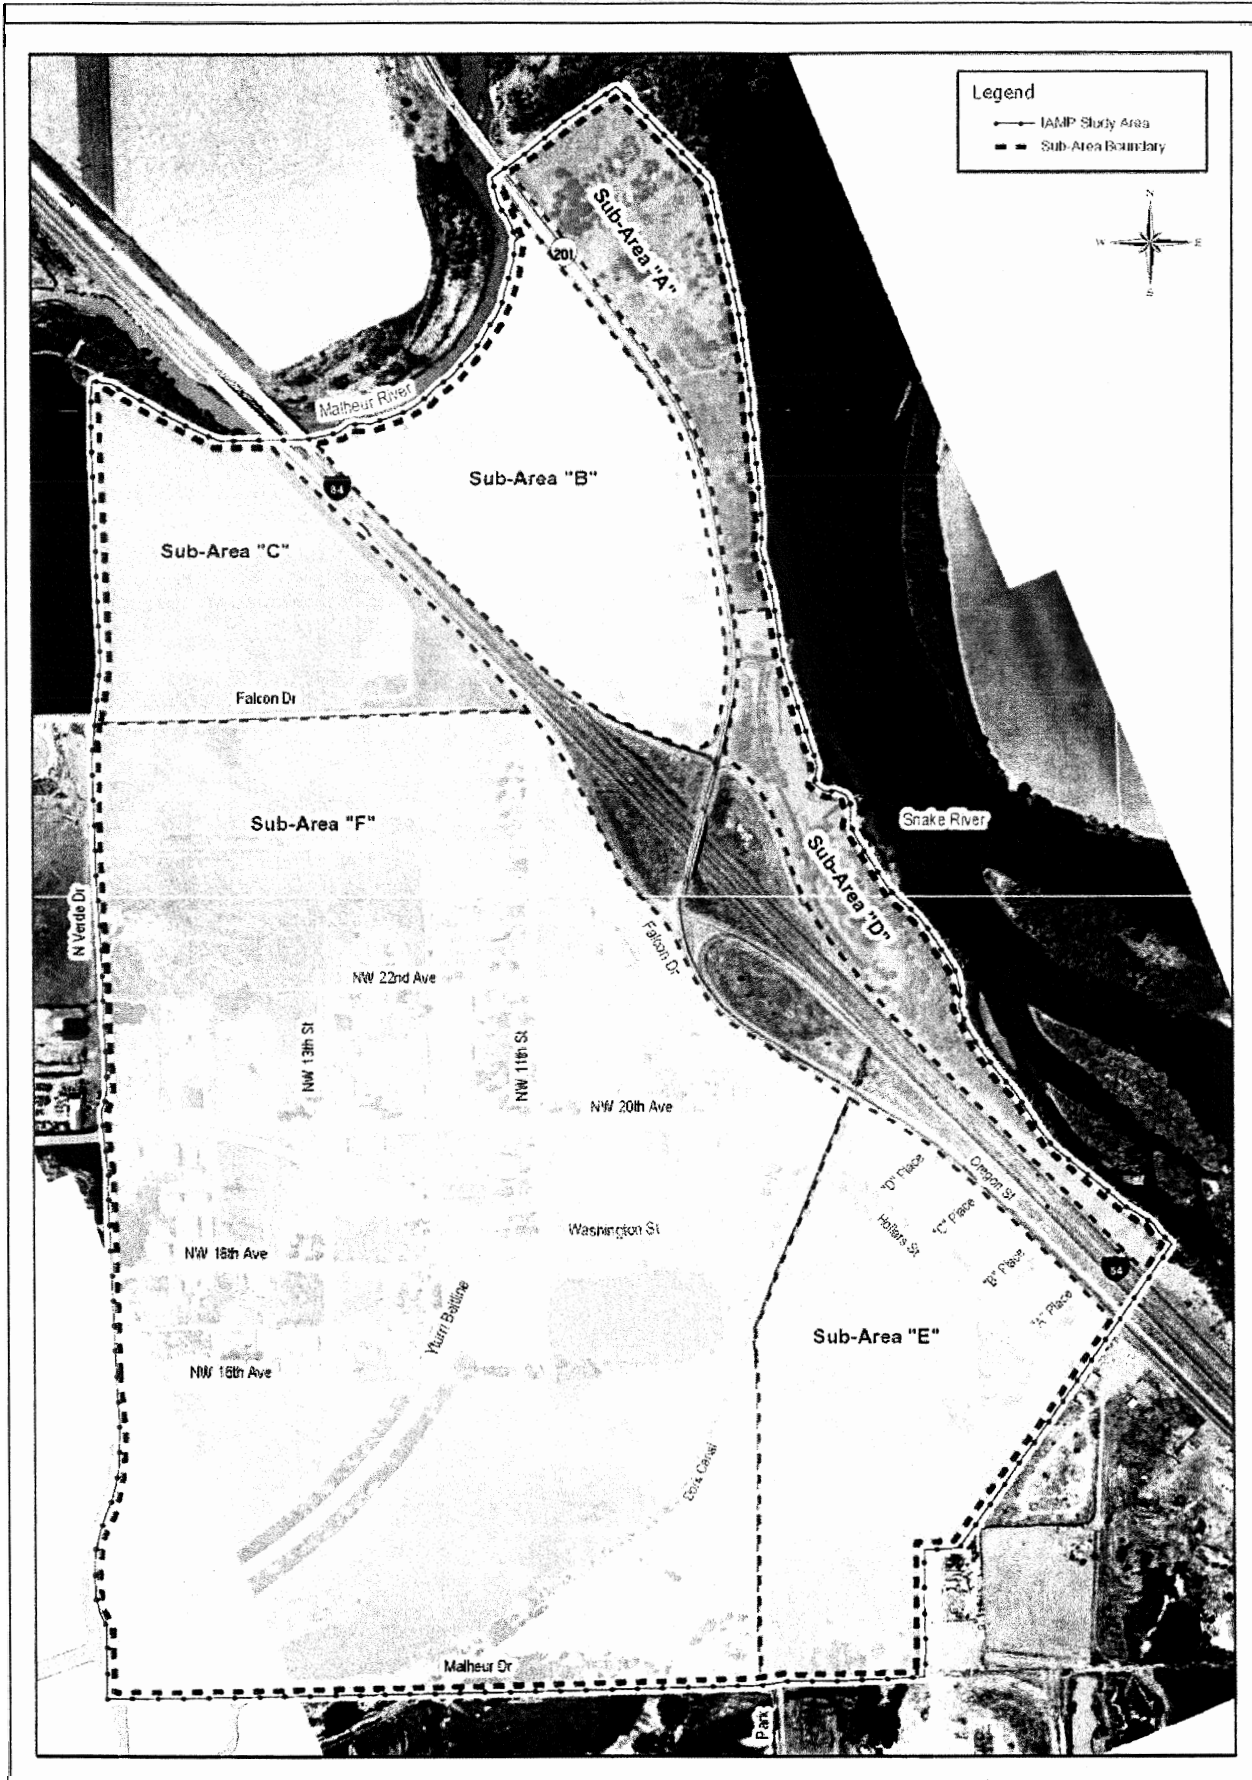 Legend
IAMP Study Area
Sub-Area Boundary
N
W E
S
Sub-Area "A"
201
Malheur River
Sub-Area "B"
84
Sub-Area "C"
Falcon Dr
Sub-Area "F"
Snake River
Sub-Area "D"
N Verde Dr
Falcon Dr
NW 22nd Ave
NW 13th St
NW 11th St
NW 20th Ave
"D" Place
Oregon St
"C" Place
Hollars St
Washington St
NW 18th Ave
"B" Place
84
"A" Place
Yturri Beltline
Sub-Area "E"
NW 16th Ave
Canal
Malheur Dr
Park